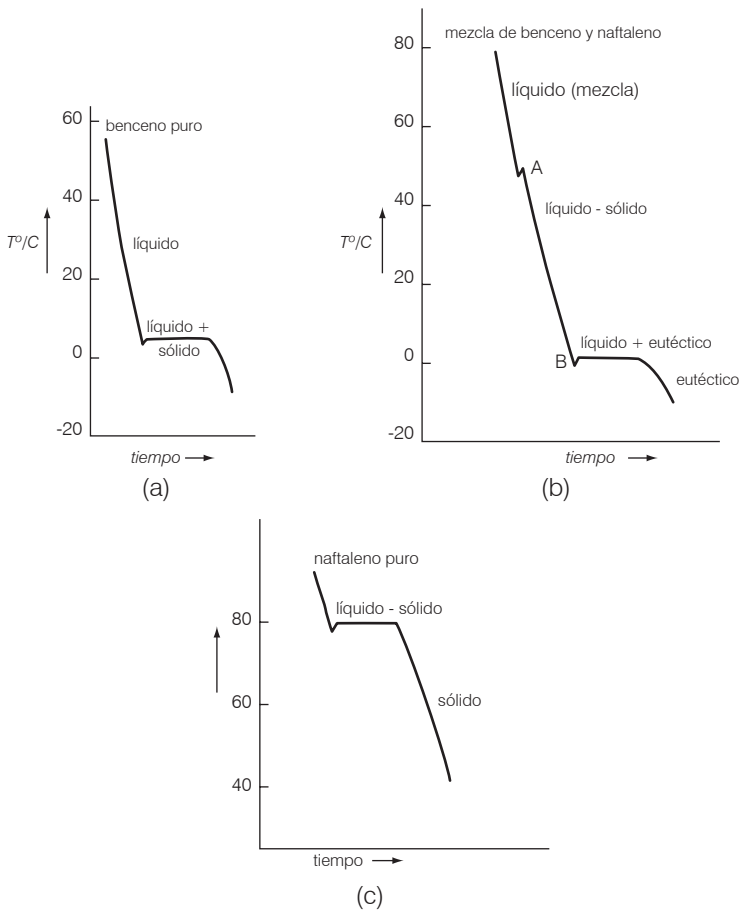 60
benceno puro
40
Tº/C
líquido
20
líquido +
sólido
0
-20
tiempo
(a)
mezcla de benceno y naftaleno
80
líquido (mezcla)
60
A
40
líquido - sólido
Tº/C
20
líquido + eutéctico
0
B
eutéctico
-20
tiempo
(b)
naftaleno puro
líquido - sólido
80
60
sólido
40
tiempo
(c)